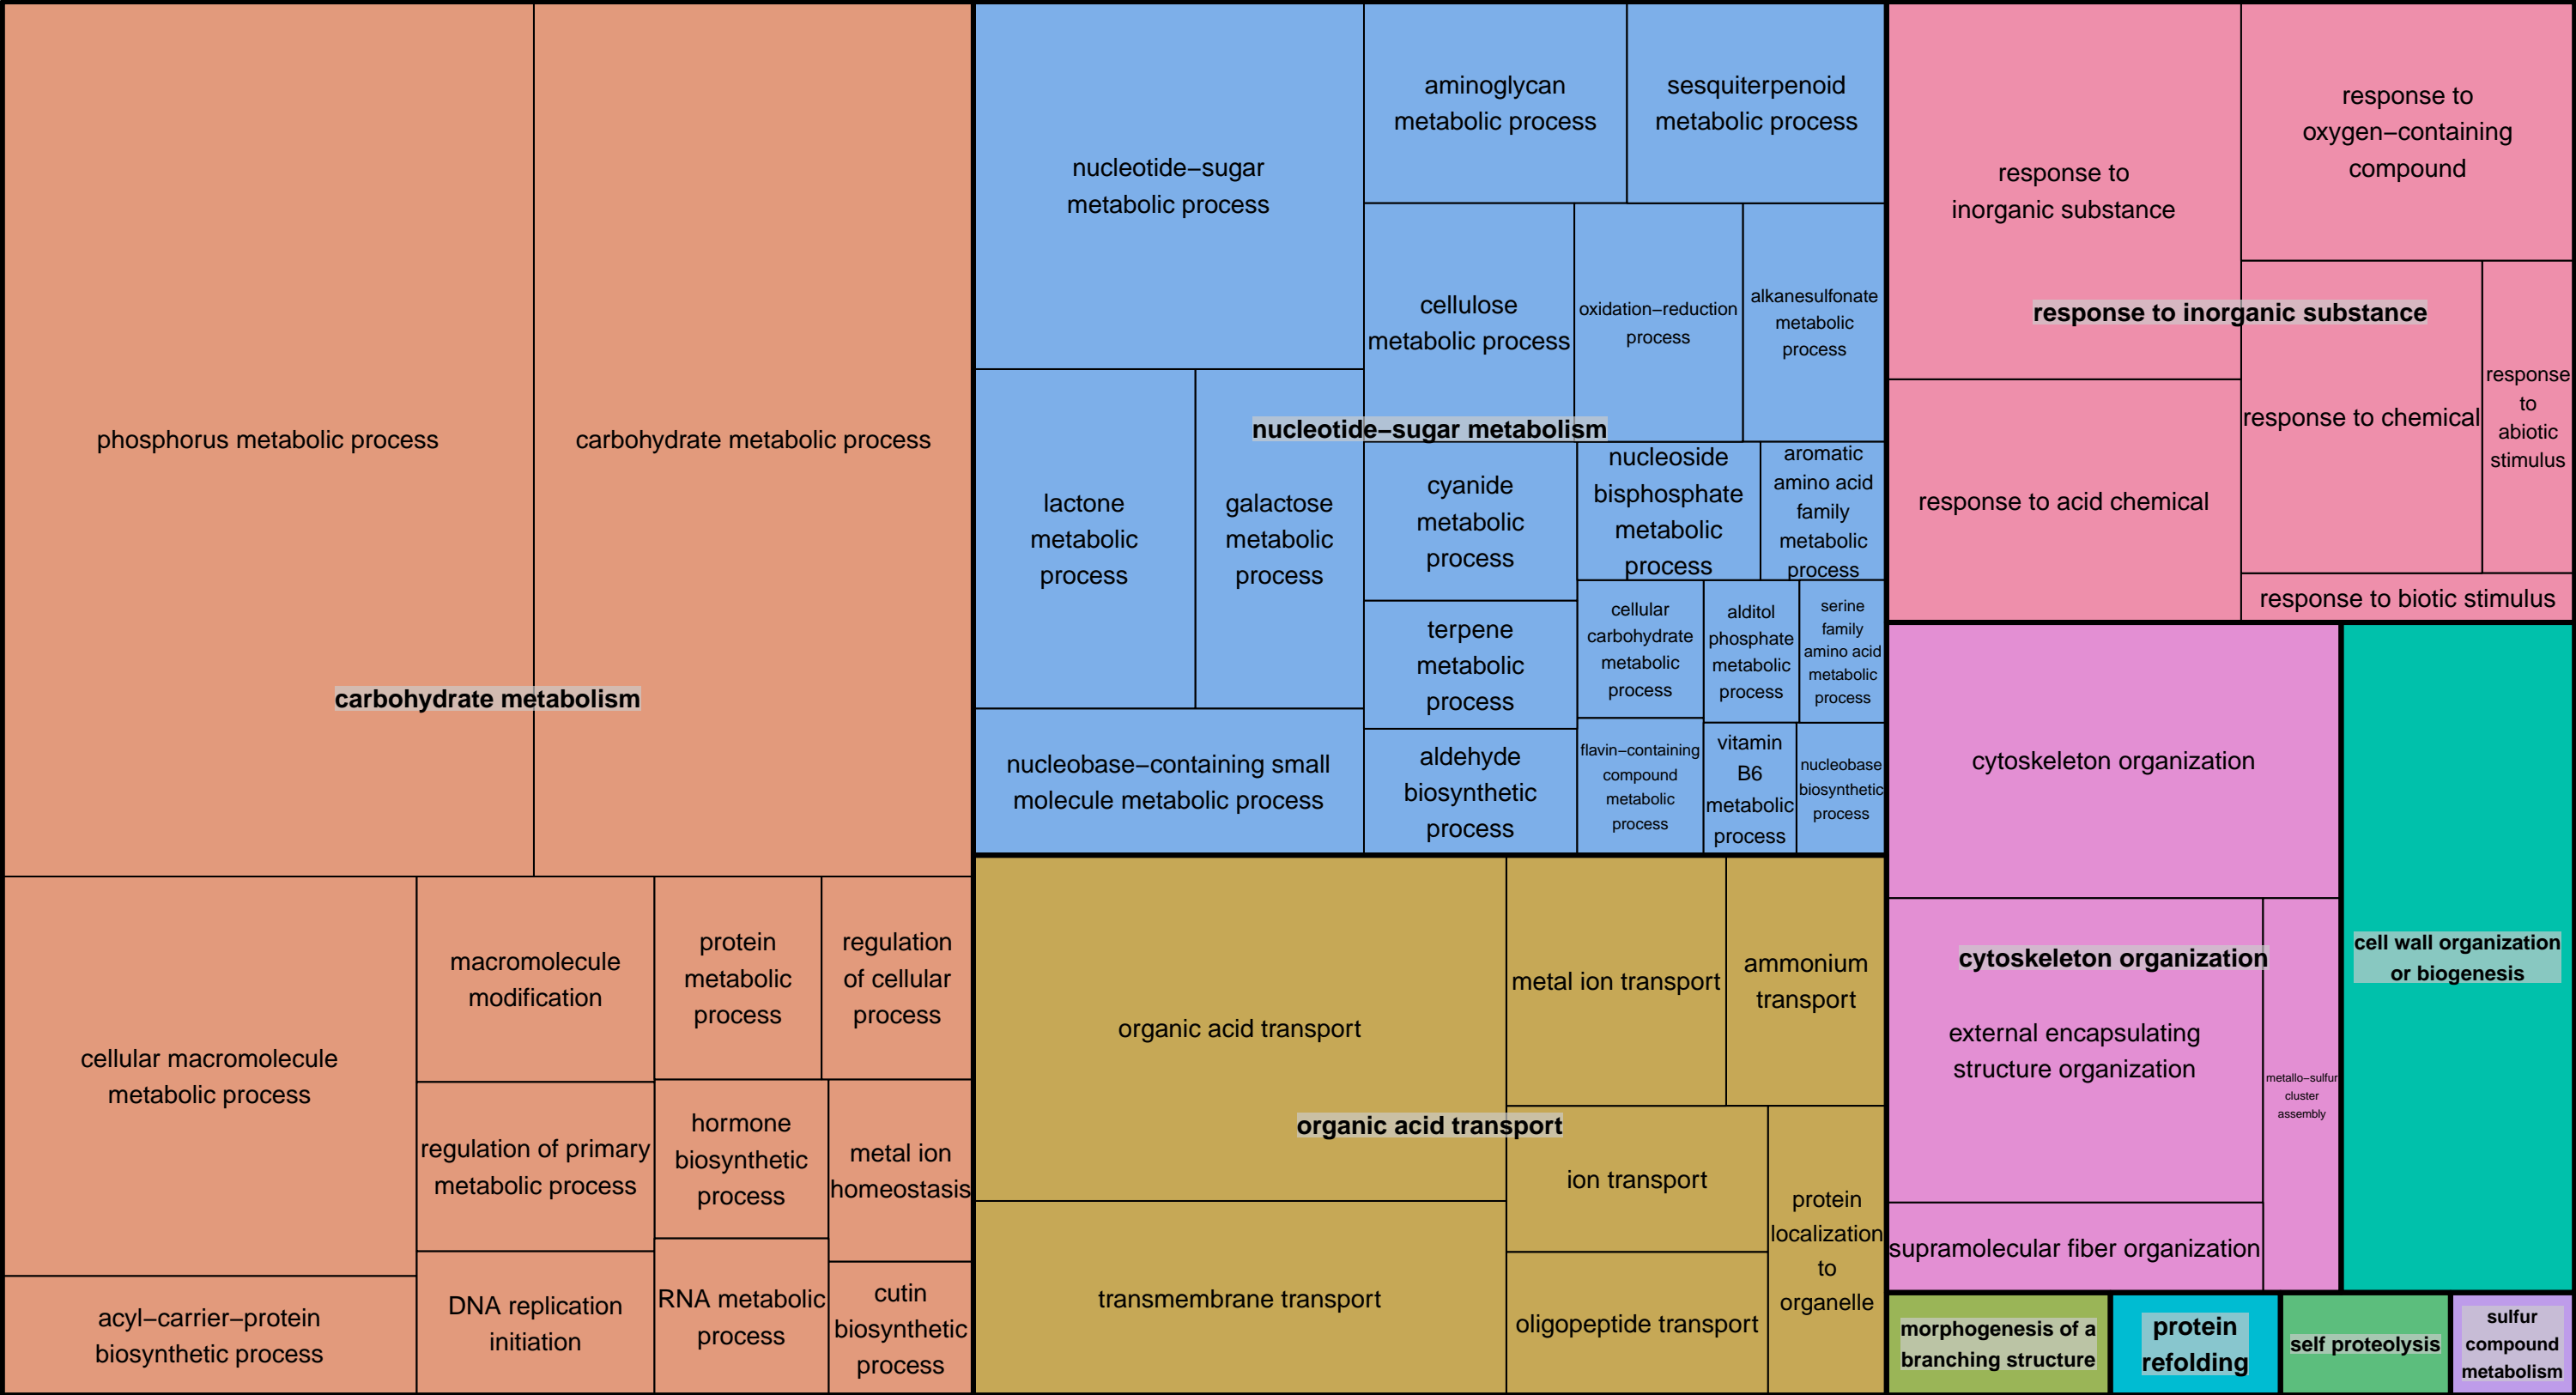 phosphorus metabolic process
carbohydrate metabolic process
carbohydrate metabolism
cellular macromolecule
metabolic process
acyl−carrier−protein
biosynthetic process
macromolecule
modification
regulation of primary
metabolic process
DNA replication
initiation
protein
metabolic
process
regulation
of cellular
process
hormone
biosynthetic
process
metal ion
homeostasis
RNA metabolic
process
cutin
biosynthetic
process
nucleotide−sugar
metabolic process
aminoglycan
metabolic process
sesquiterpenoid
metabolic process
cellulose
metabolic process
oxidation−reduction
process
alkanesulfonate
metabolic
process
nucleotide−sugar metabolism
lactone
metabolic
process
galactose
metabolic
process
nucleobase−containing small
molecule metabolic process
cyanide
metabolic
process
nucleoside
bisphosphate
metabolic
process
aromatic
amino acid
family
metabolic
process
terpene
metabolic
process
aldehyde
biosynthetic
process
cellular
carbohydrate
metabolic
process
alditol
phosphate
metabolic
process
serine
family
amino acid
metabolic
process
flavin−containing
compound
metabolic
process
vitamin
B6
metabolic
process
nucleobase
biosynthetic
process
organic acid transport
metal ion transport
ammonium
transport
organic acid transport
ion transport
protein
localization
to
organelle
transmembrane transport
oligopeptide transport
response to
inorganic substance
response to
oxygen−containing
compound
response to inorganic substance
response to acid chemical
response to chemical
response
to
abiotic
stimulus
response to biotic stimulus
cytoskeleton organization
cytoskeleton organization
external encapsulating
structure organization
metallo−sulfur
cluster
assembly
supramolecular fiber organization
cell wall organization
or biogenesis
morphogenesis of a
branching structure
protein
refolding
self proteolysis
sulfur
compound
metabolism